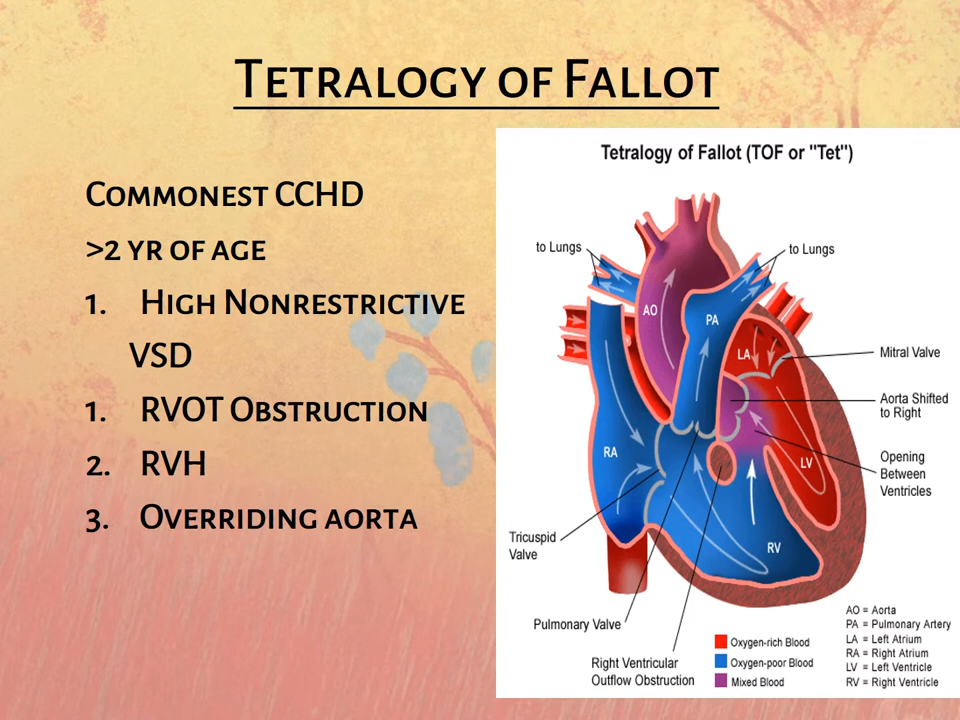 Tetralogy of Fallot
Commonest CCHD
>2 yr of age
1. High Nonrestrictive
VSD
1. RVOT Obstruction
2. RVH
3. Overriding aorta
Tetralogy of Fallot (TOF or "Tet")
to Lungs
to Lungs
AO
PA
LA
Mitral Valve
Aorta Shifted
to Right
RA
LV
Opening
Between
Ventricles
Tricuspid
Valve
RV
Pulmonary Valve
Right Ventricular
Outflow Obstruction
Oxygen-rich Blood
Oxygen-poor Blood
Mixed Blood
AO = Aorta
PA = Pulmonary Artery
LA = Left Atrium
RA = Right Atrium
LV = Left Ventricle
RV = Right Ventricle